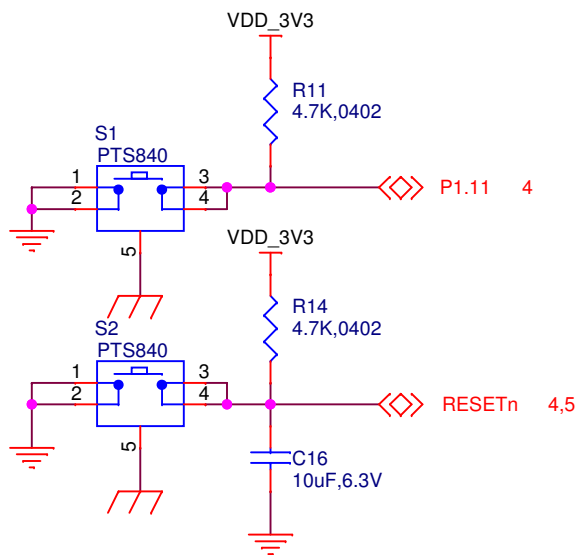 VDD_3V3
R11
4.7K,0402
S1
PTS840
1
3
2
4
P1.11 4
5
VDD_3V3
R14
4.7K,0402
S2
PTS840
1
3
2
4
RESETn 4,5
5
C16
10uF,6.3V